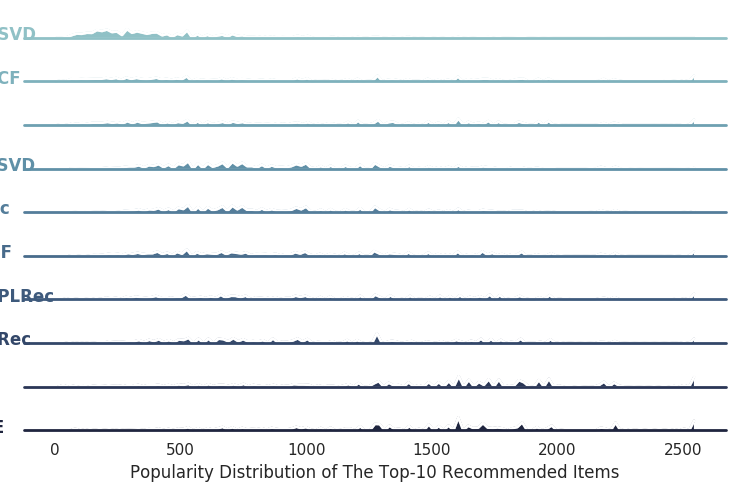 SVD
CF
SVD
c
F
PLRec
Rec
E
0 500 1000 1500 2000 2500
Popularity Distribution of The Top-10 Recommended Items